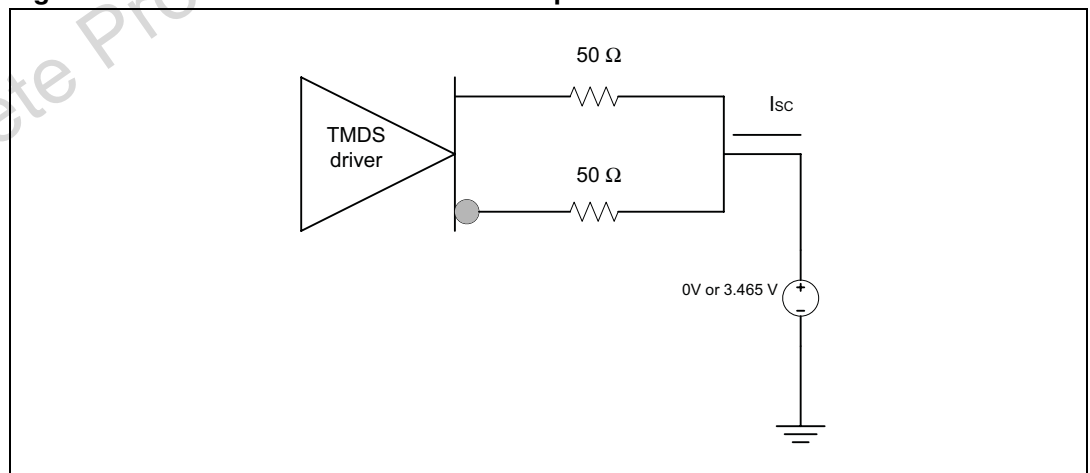 50 Ω
ISC
TMDS
driver
50 Ω
0V or 3.465 V
+
-